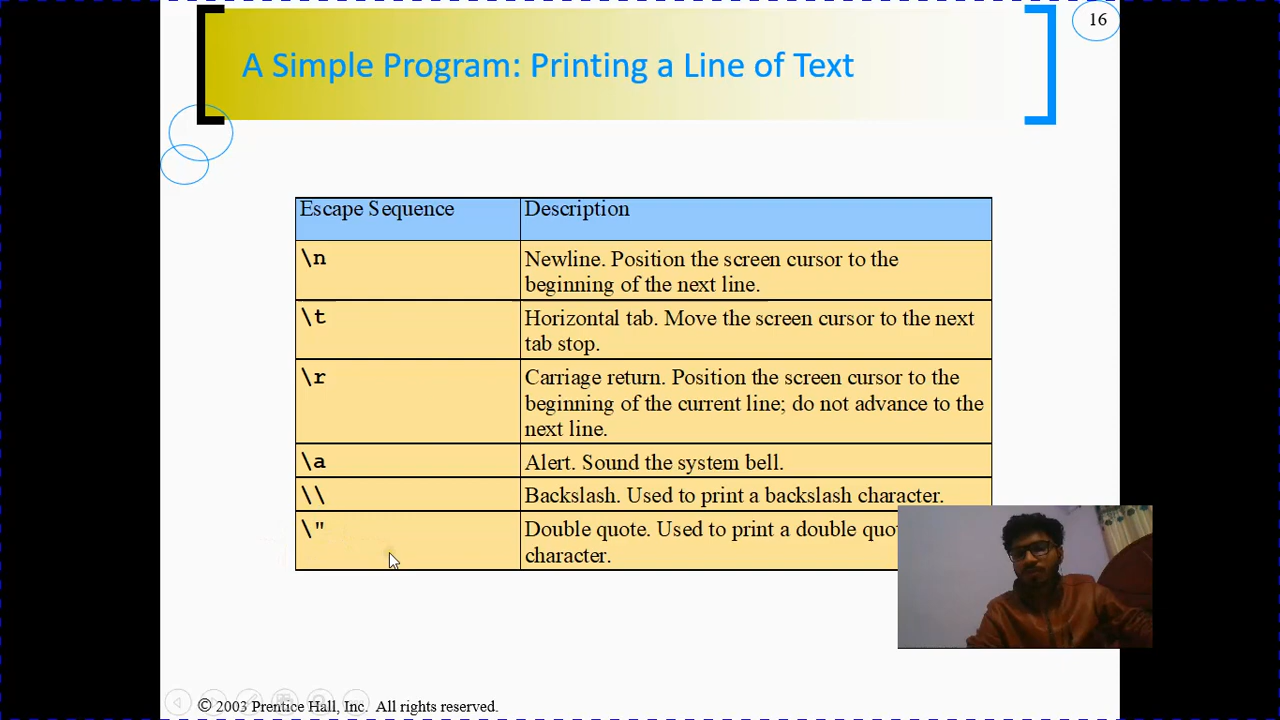 16
A Simple Program: Printing a Line of Text
Escape Sequence Description
\n Newline. Position the screen cursor to the
beginning of the next line.
\t Horizontal tab. Move the screen cursor to the next
tab stop.
\r Carriage return. Position the screen cursor to the
beginning of the current line; do not advance to the
next line.
\a Alert. Sound the system bell.
\\ Backslash. Used to print a backslash character.
\" Double quote. Used to print a double quo
character.
© 2003 Prentice Hall, Inc. All rights reserved.